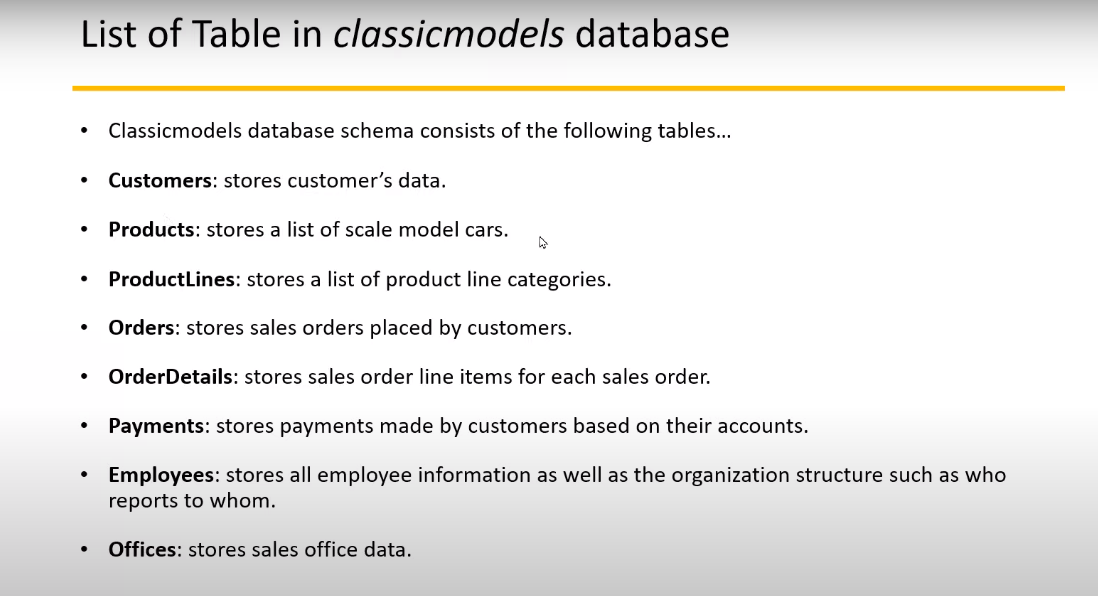 List of Table in classicmodels database
• Classicmodels database schema consists of the following tables…
• Customers: stores customer’s data.
• Products: stores a list of scale model cars.
• ProductLines: stores a list of product line categories.
• Orders: stores sales orders placed by customers.
• OrderDetails: stores sales order line items for each sales order.
• Payments: stores payments made by customers based on their accounts.
• Employees: stores all employee information as well as the organization structure such as who
reports to whom.
• Offices: stores sales office data.